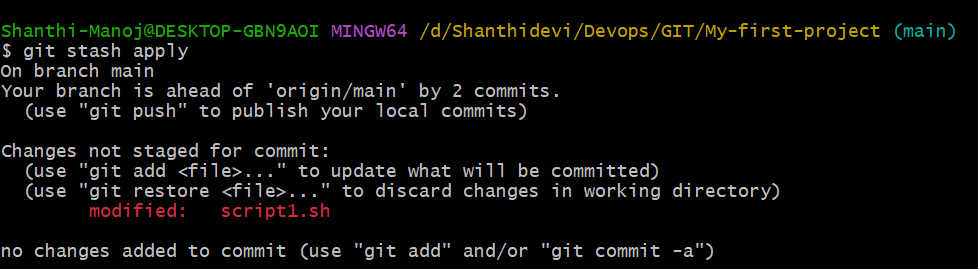 Shanthi-Manoj@DESKTOP-GBN9AOI MINGW64 /d/Shanthidevi/Devops/GIT/My-first-project (main)
$ git stash apply
On branch main
Your branch is ahead of 'origin/main' by 2 commits.
  (use "git push" to publish your local commits)

Changes not staged for commit:
  (use "git add <file>..." to update what will be committed)
  (use "git restore <file>..." to discard changes in working directory)
        modified:   script1.sh

no changes added to commit (use "git add" and/or "git commit -a")